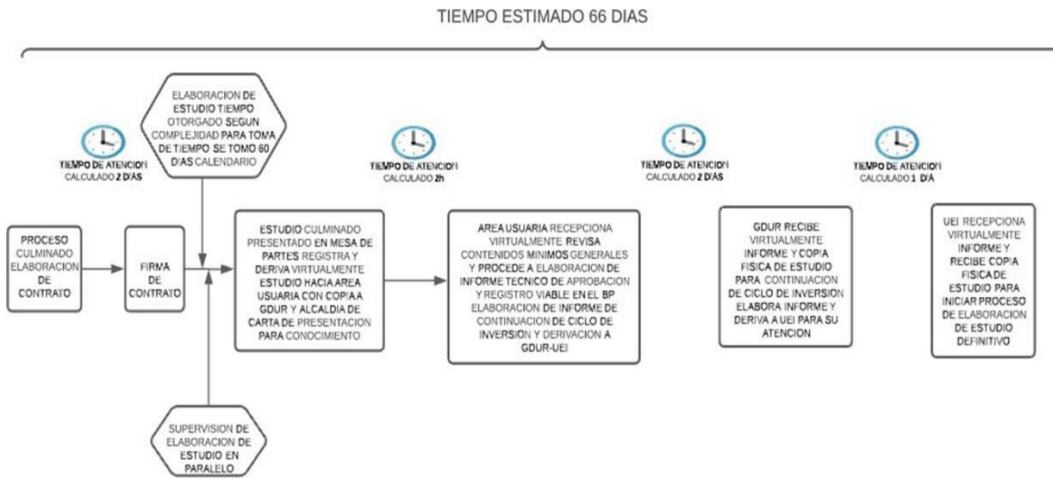 TIEMPO ESTIMADO 66 DIAS
ELABORACION DE
ESTUDIO TIEMPO
OTORGADO SEGUN
COMPLEJIDAD PARA TOMA
DE TIEMPO SE TOMO 60
DIAS CALENDARIO
TIEMPO DE ATENCION
CALCULADO 2 DIAS
TIEMPO DE ATENCION
CALCULADO 2h
TIEMPO DE ATENCION
CALCULADO 2 DIAS
TIEMPO DE ATENCION
CALCULADO 1 DIA
PROCESO
CULMINADO
ELABORACION
DE
CONTRATO
FIRMA
DE
CONTRATO
ESTUDIO CULMINADO
PRESENTADO EN MESA DE
PARTES REGISTRA Y
DERIVA VIRTUALMENTE
ESTUDIO HACIA AREA
USUARIA CON COPIA A
GDUR Y ALCALDIA DE
CARTA DE PRESENTACION
PARA CONOCIMIENTO
AREA USUARIA RECEPCIONA
VIRTUALMENTE REVISA
CONTENIDOS MINIMOS GENERALES
Y PROCEDE A ELABORACION DE
INFORME TECNICO DE APROBACION
Y REGISTRO VIABLE EN EL BP
ELABORACION DE INFORME DE
CONTINUACION DE CICLO DE
INVERSION Y DERIVACION A
GDUR-UEI
GDUR RECIBE
VIRTUALMENTE
INFORME Y COPIA
FISICA DE ESTUDIO
PARA CONTINUACION
DE CICLO DE INVERSION
ELABORA INFORME Y
DERIVA A UEI PARA SU
ATENCION
UEI RECEPCIONA
VIRTUALMENTE
INFORME Y
RECIBE COPIA
FISICA DE
ESTUDIO PARA
INICIAR PROCESO
DE ELABORACION
DE ESTUDIO
DEFINITIVO
SUPERVISION DE
ELABORACION DE
ESTUDIO EN
PARALELO